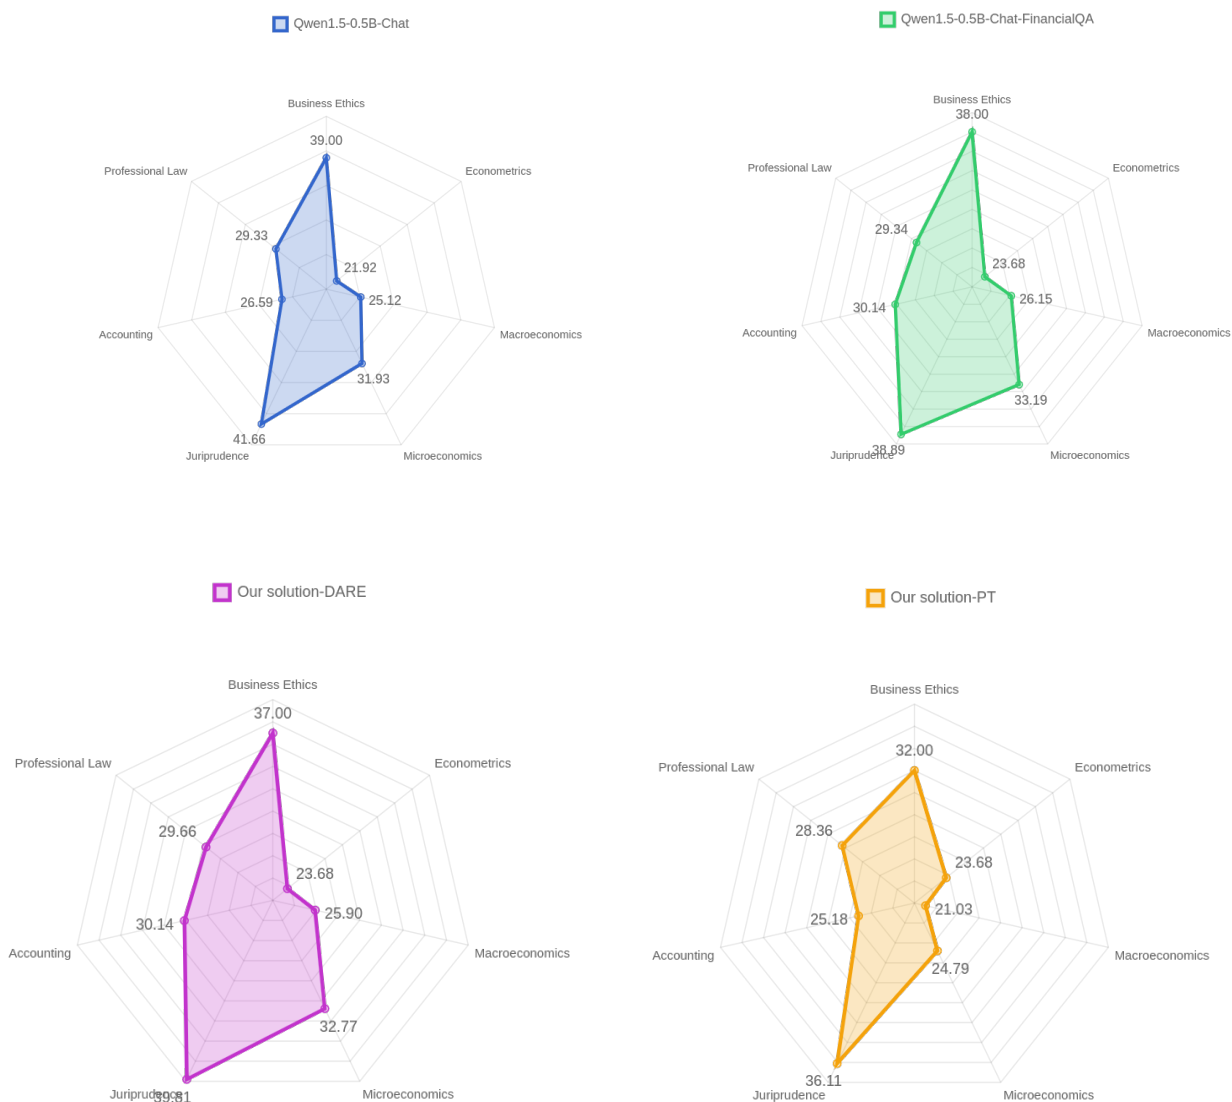 Qwen1.5-0.5B-Chat
Business Ethics
39.00
Professional Law
Econometrics
29.33
21.92
26.59
25.12
Accounting
Macroeconomics
31.93
41.66
Juriprudence
Microeconomics
Qwen1.5-0.5B-Chat-FinancialQA
Business Ethics
38.00
Professional Law
Econometrics
29.34
23.68
30.14
26.15
Accounting
Macroeconomics
33.19
38.89
Juriprudence
Microeconomics
Our solution-DARE
Business Ethics
37.00
Professional Law
Econometrics
29.66
23.68
30.14
25.90
Accounting
Macroeconomics
32.77
Juriprudence
39.81
Microeconomics
Our solution-PT
Business Ethics
32.00
Professional Law
Econometrics
28.36
23.68
25.18
21.03
Accounting
Macroeconomics
24.79
36.11
Juriprudence
Microeconomics